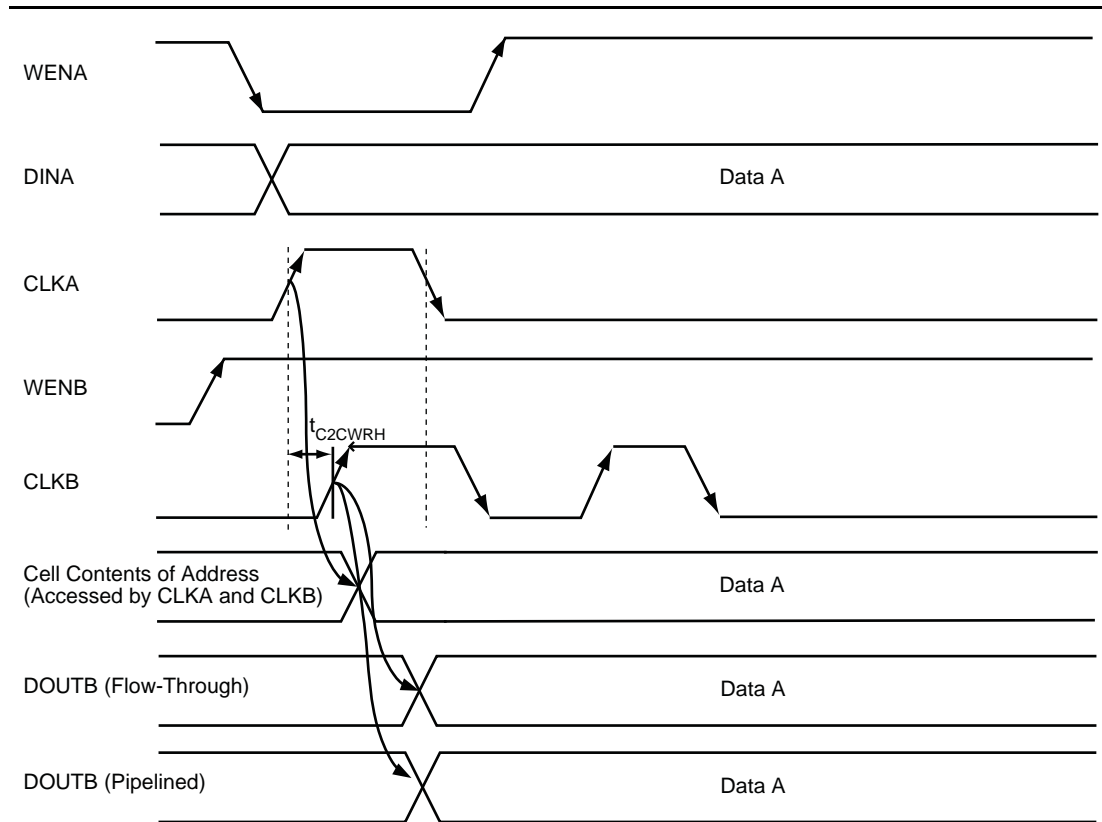 WENA
DINA
Data A
CLKA
WENB
tC2CWRH
CLKB
Cell Contents of Address
(Accessed by CLKA and CLKB)
Data A
DOUTB (Flow-Through)
Data A
DOUTB (Pipelined)
Data A